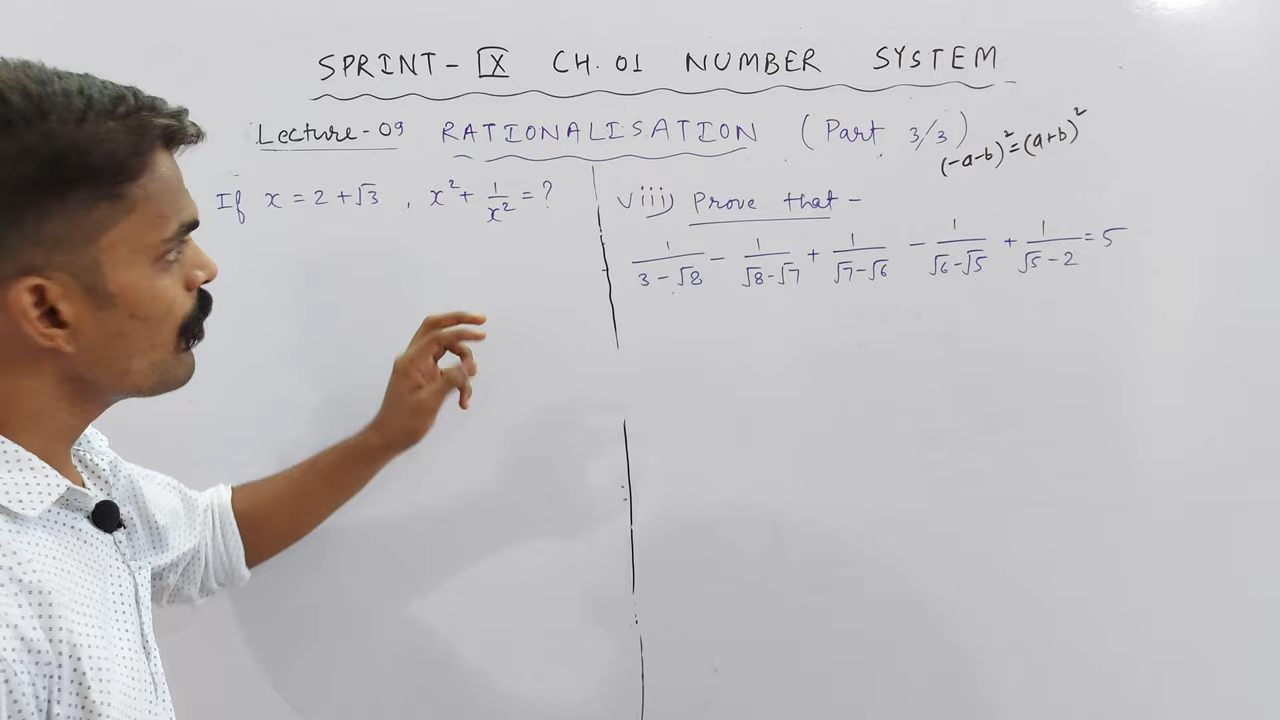 SPRINT-IX CH.01 NUMBER SYSTEM
Lecture-09 RATIONALISATION (Part 3/3)
(-a-b)²=(a+b)²
If x = 2+√3 , x²+ 1/x² = ?
viii) Prove that -
1/(3-√8) - 1/(√8-√7) + 1/(√7-√6) - 1/(√6-√5) + 1/(√5-2) = 5